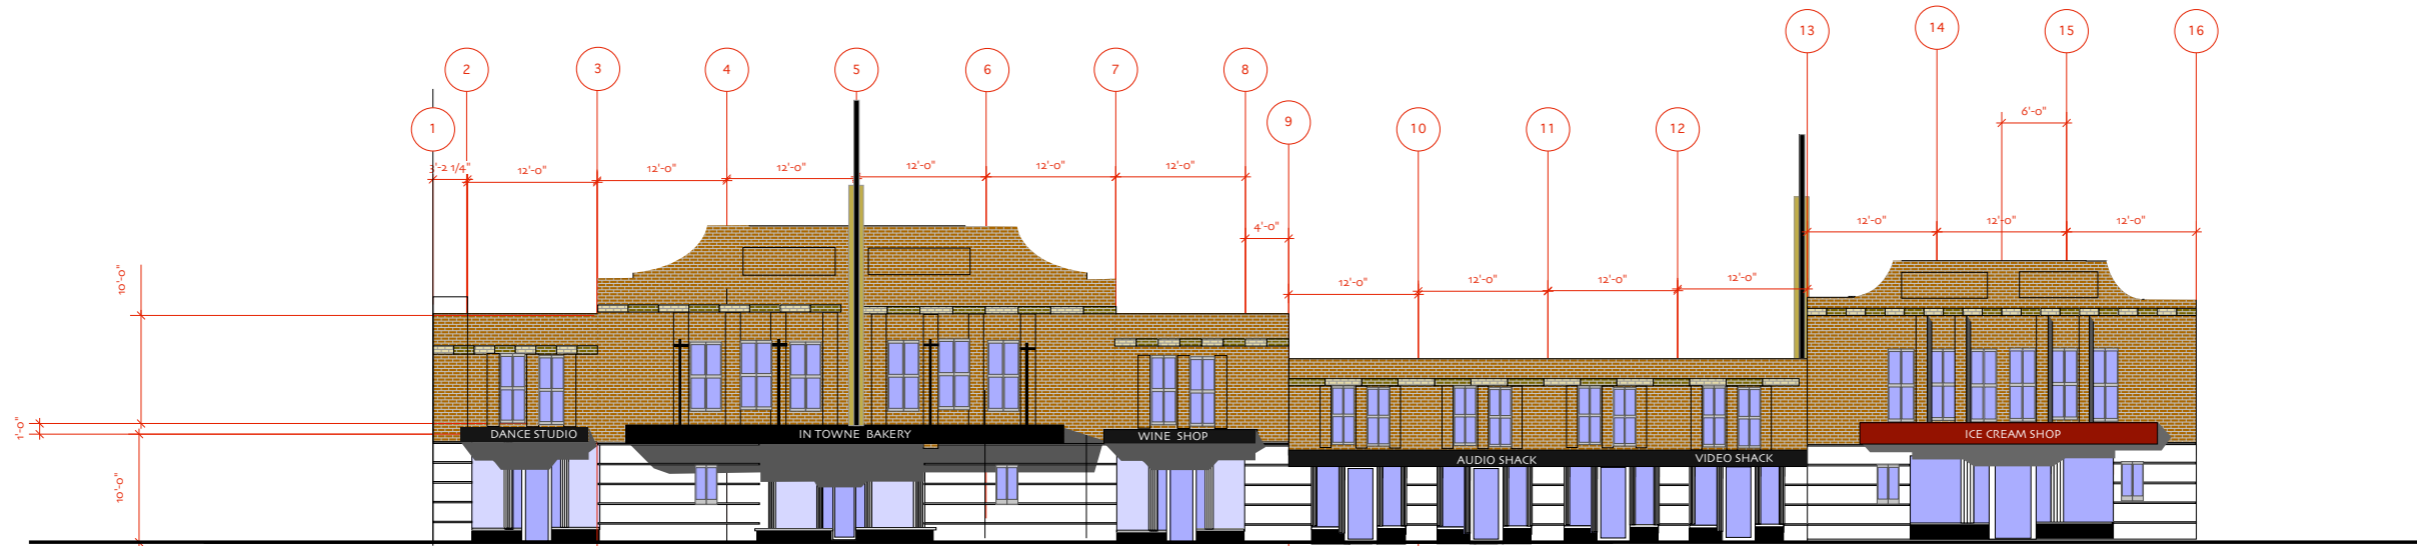 13 14 15 16
2 3 4 5 6 7 8
1 9 10 11 12
6'-0"
3'-2 1/4" 12'-0" 12'-0" 12'-0" 12'-0" 12'-0" 12'-0"
4'-0"
12'-0" 12'-0" 12'-0"
12'-0" 12'-0" 12'-0" 12'-0"
10'-0"
1'-0"
10'-0"
DANCE STUDIO
IN TOWNE BAKERY
WINE SHOP
AUDIO SHACK
VIDEO SHACK
ICE CREAM SHOP